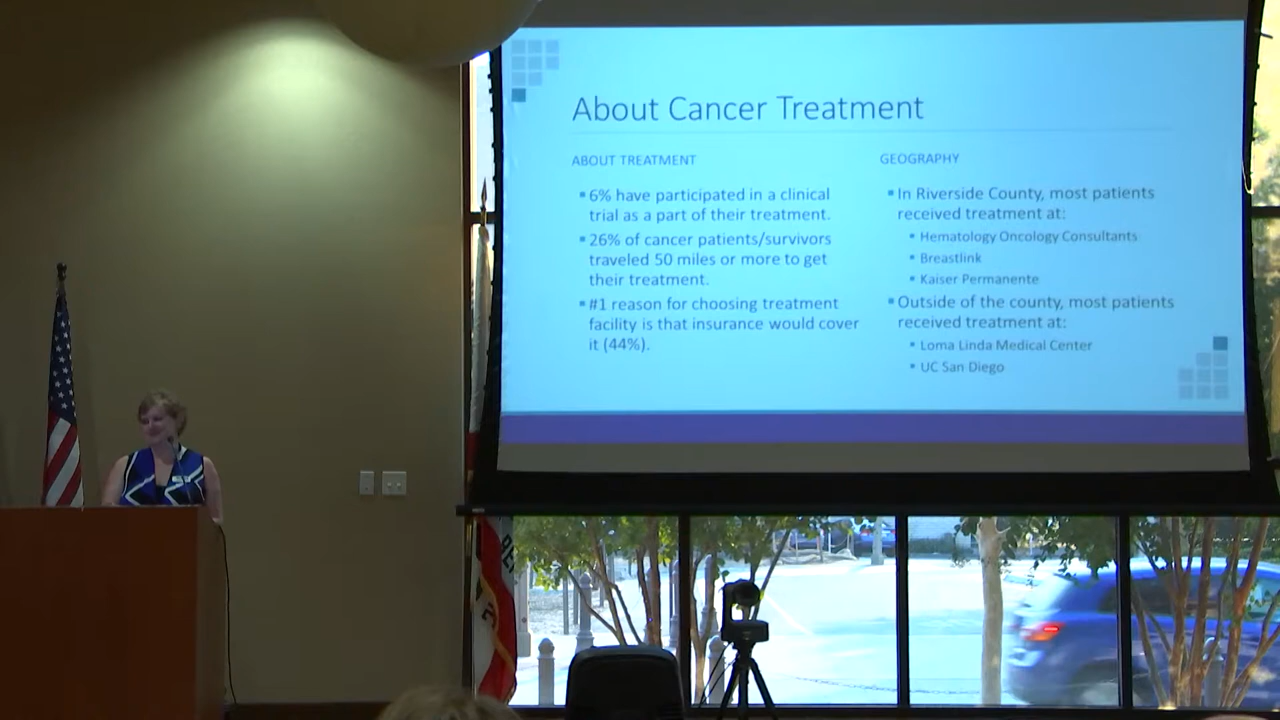 About Cancer Treatment
ABOUT TREATMENT
▪ 6% have participated in a clinical
trial as a part of their treatment.
▪ 26% of cancer patients/survivors
traveled 50 miles or more to get
their treatment.
▪ #1 reason for choosing treatment
facility is that insurance would cover
it (44%).
GEOGRAPHY
▪ In Riverside County, most patients
received treatment at:
▪ Hematology Oncology Consultants
▪ Breastlink
▪ Kaiser Permanente
▪ Outside of the county, most patients
received treatment at:
▪ Loma Linda Medical Center
▪ UC San Diego